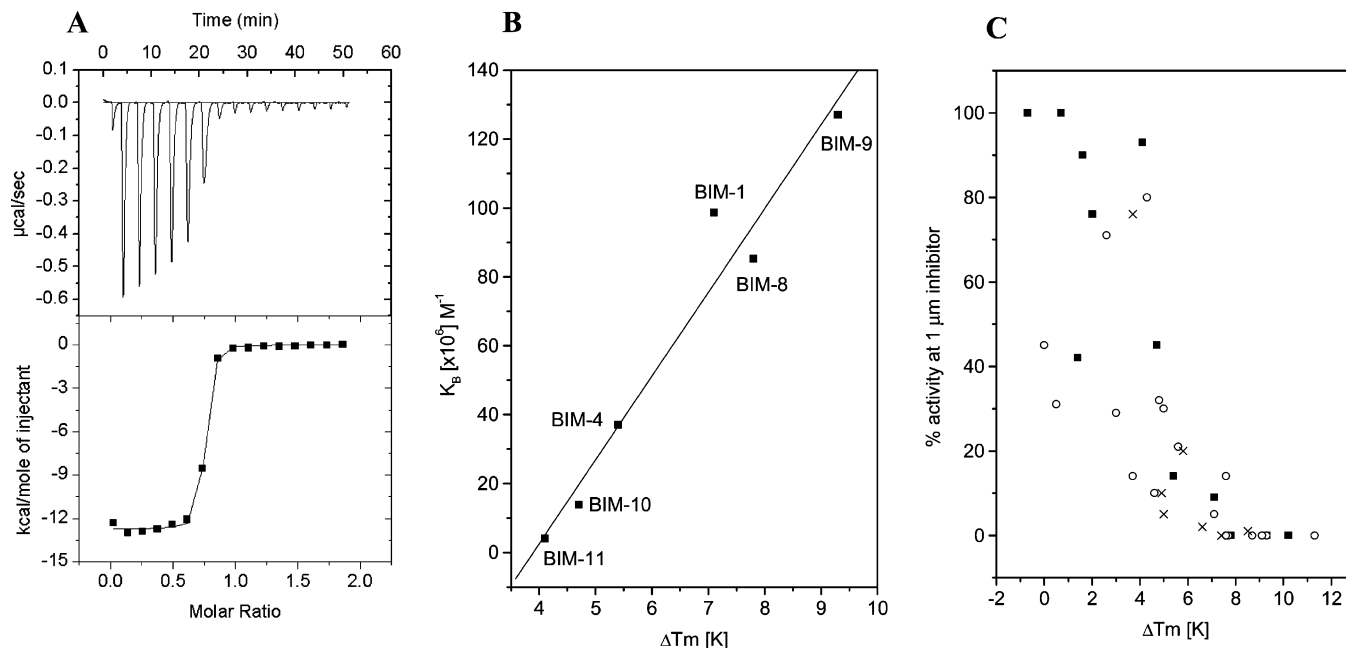 A
Time (min)
0 10 20 30 40 50 60
0.1
0.0
-0.1
-0.2
-0.3
-0.4
-0.5
-0.6
µcal/sec
0
-3
-6
-9
-12
-15
kcal/mole of injectant
0.0 0.5 1.0 1.5 2.0
Molar Ratio
B
140
120
100
80
60
40
20
0
K_B [x10⁶] M⁻¹
BIM-9
BIM-1
BIM-8
BIM-4
BIM-10
BIM-11
4 5 6 7 8 9 10
ΔTm [K]
C
100
80
60
40
20
0
% activity at 1 µm inhibitor
-2 0 2 4 6 8 10 12
ΔTm [K]